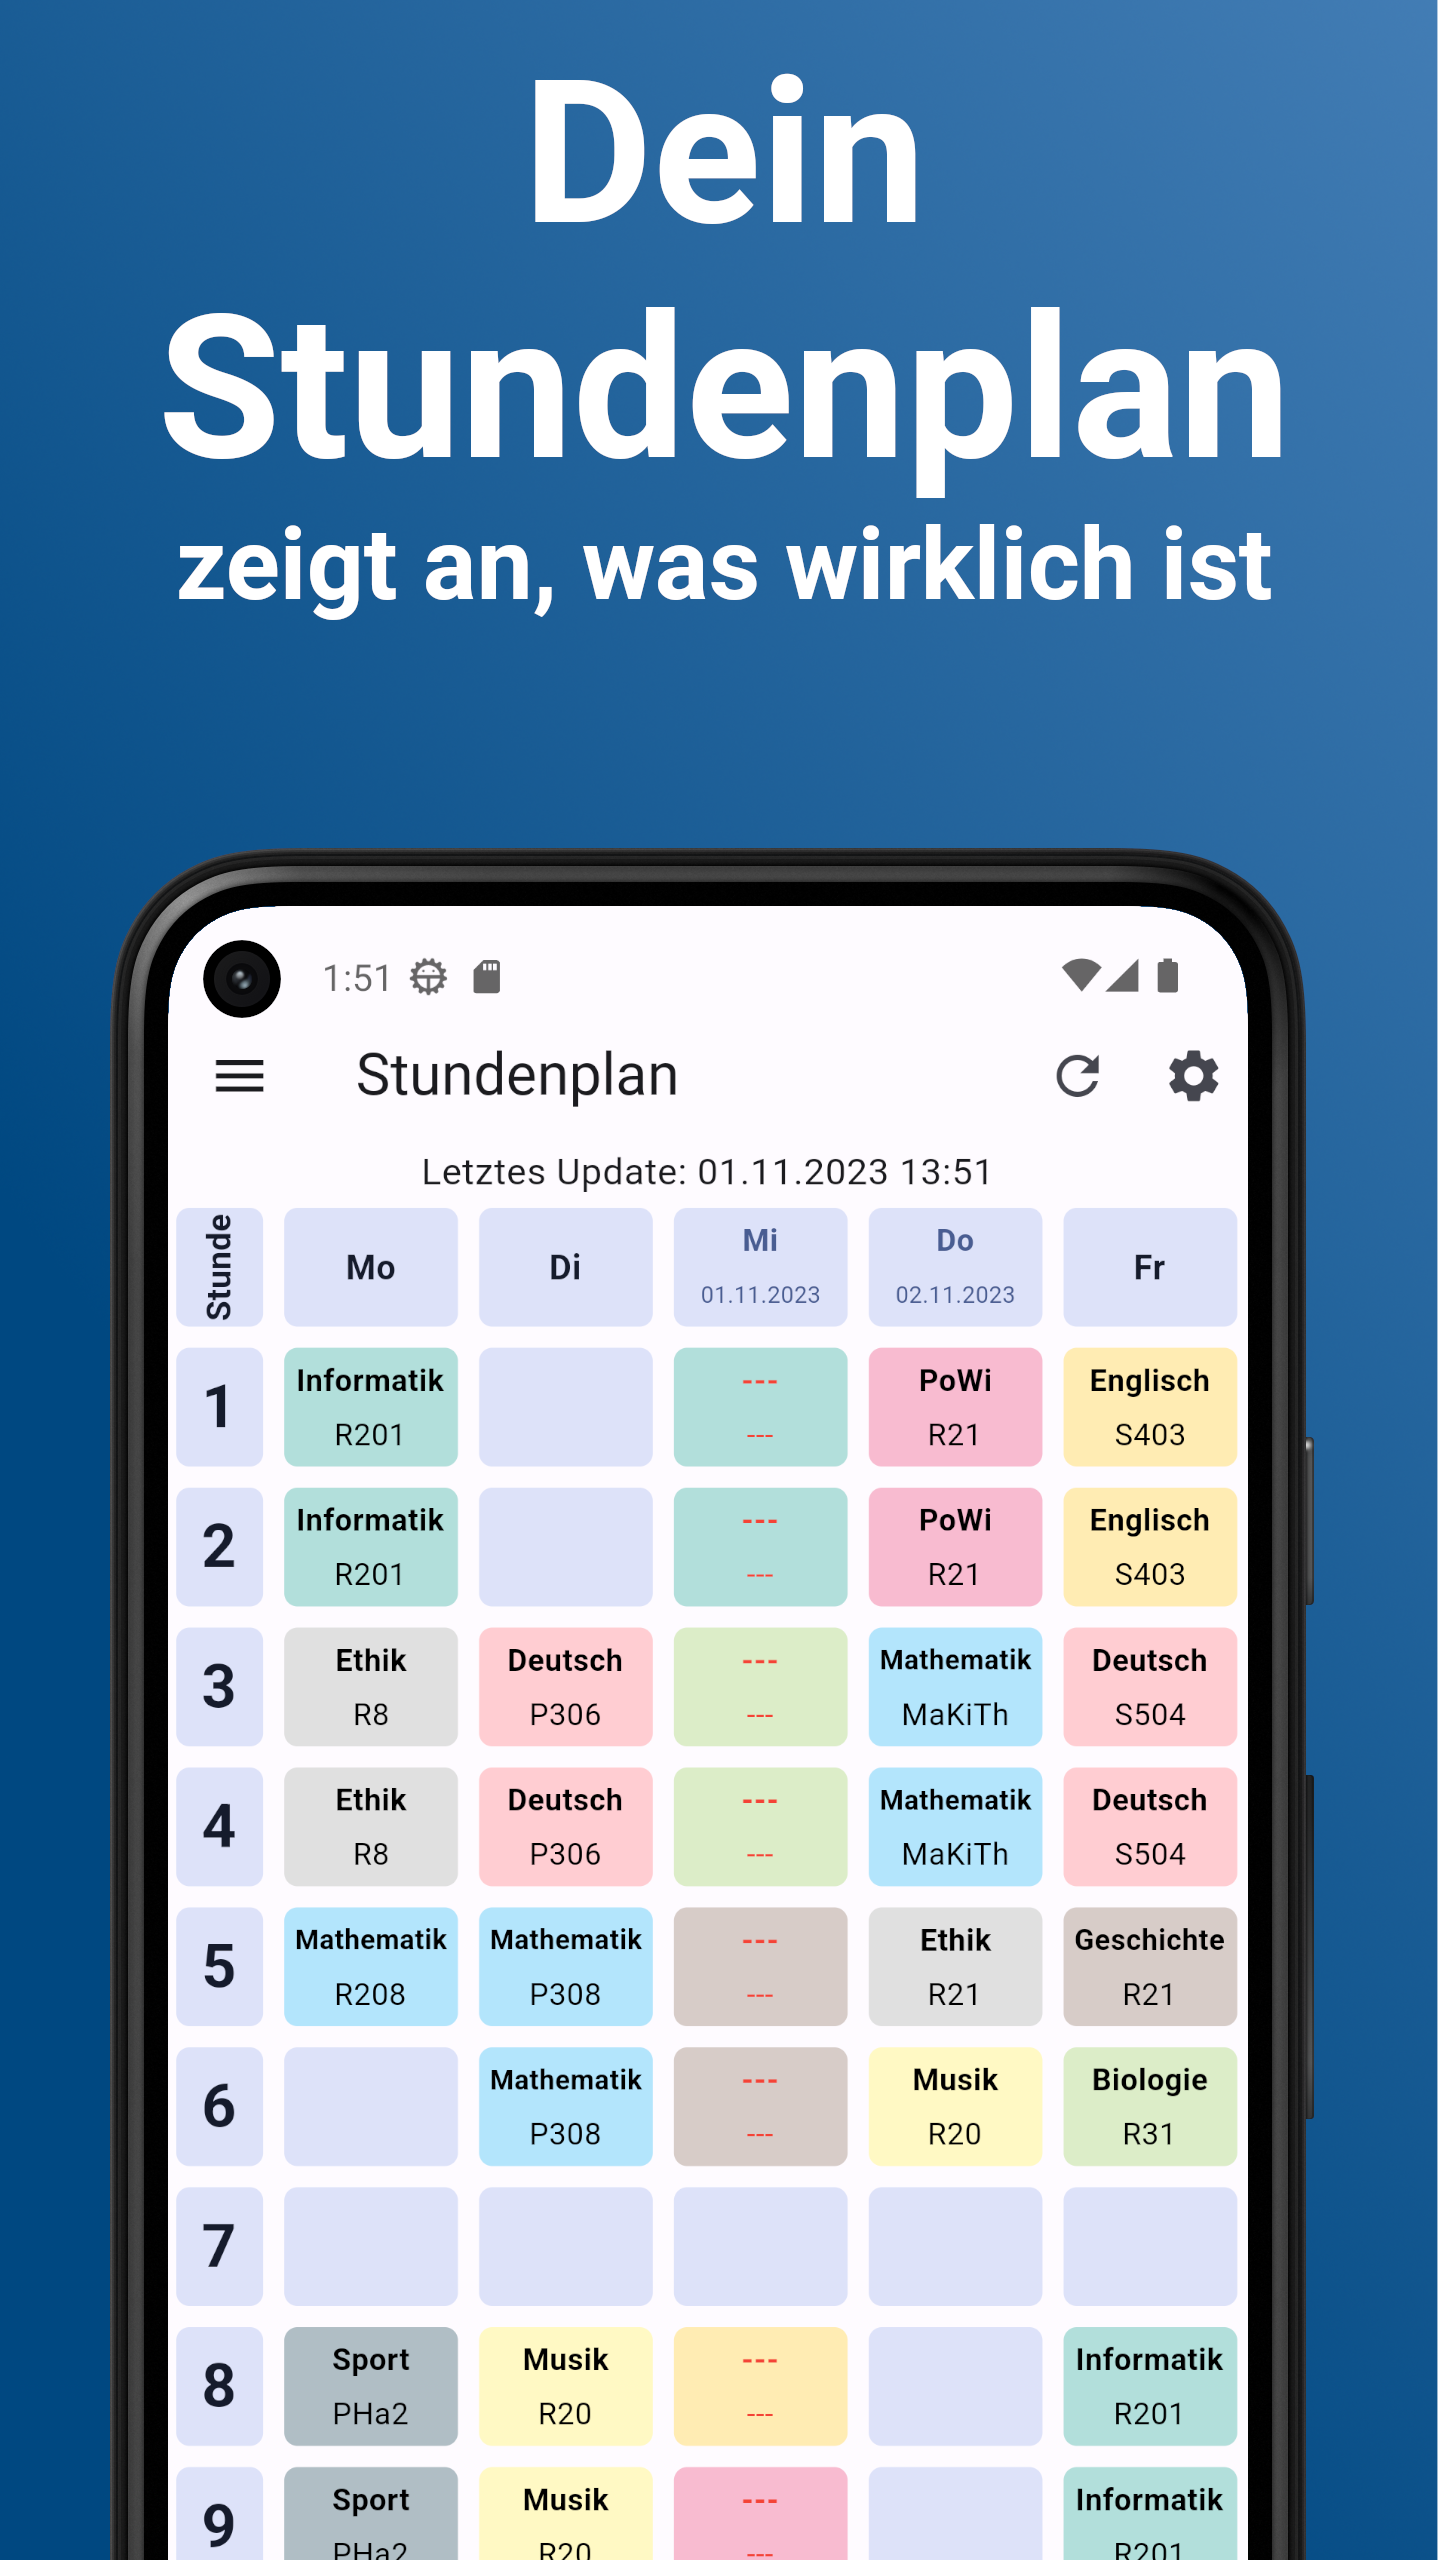 Dein
Stundenplan
zeigt an, was wirklich ist
1:51
Stundenplan
Letztes Update: 01.11.2023 13:51
Stunde Mo Di Mi Do Fr
01.11.2023 02.11.2023
1 Informatik --- PoWi Englisch
R201 --- R21 S403
2 Informatik --- PoWi Englisch
R201 --- R21 S403
3 Ethik Deutsch --- Mathematik Deutsch
R8 P306 --- MaKiTh S504
4 Ethik Deutsch --- Mathematik Deutsch
R8 P306 --- MaKiTh S504
5 Mathematik Mathematik --- Ethik Geschichte
R208 P308 --- R21 R21
6 Mathematik --- Musik Biologie
P308 --- R20 R31
7
8 Sport Musik --- Informatik
PHa2 R20 --- R201
9 Sport Musik --- Informatik
PHa2 R20 --- R201